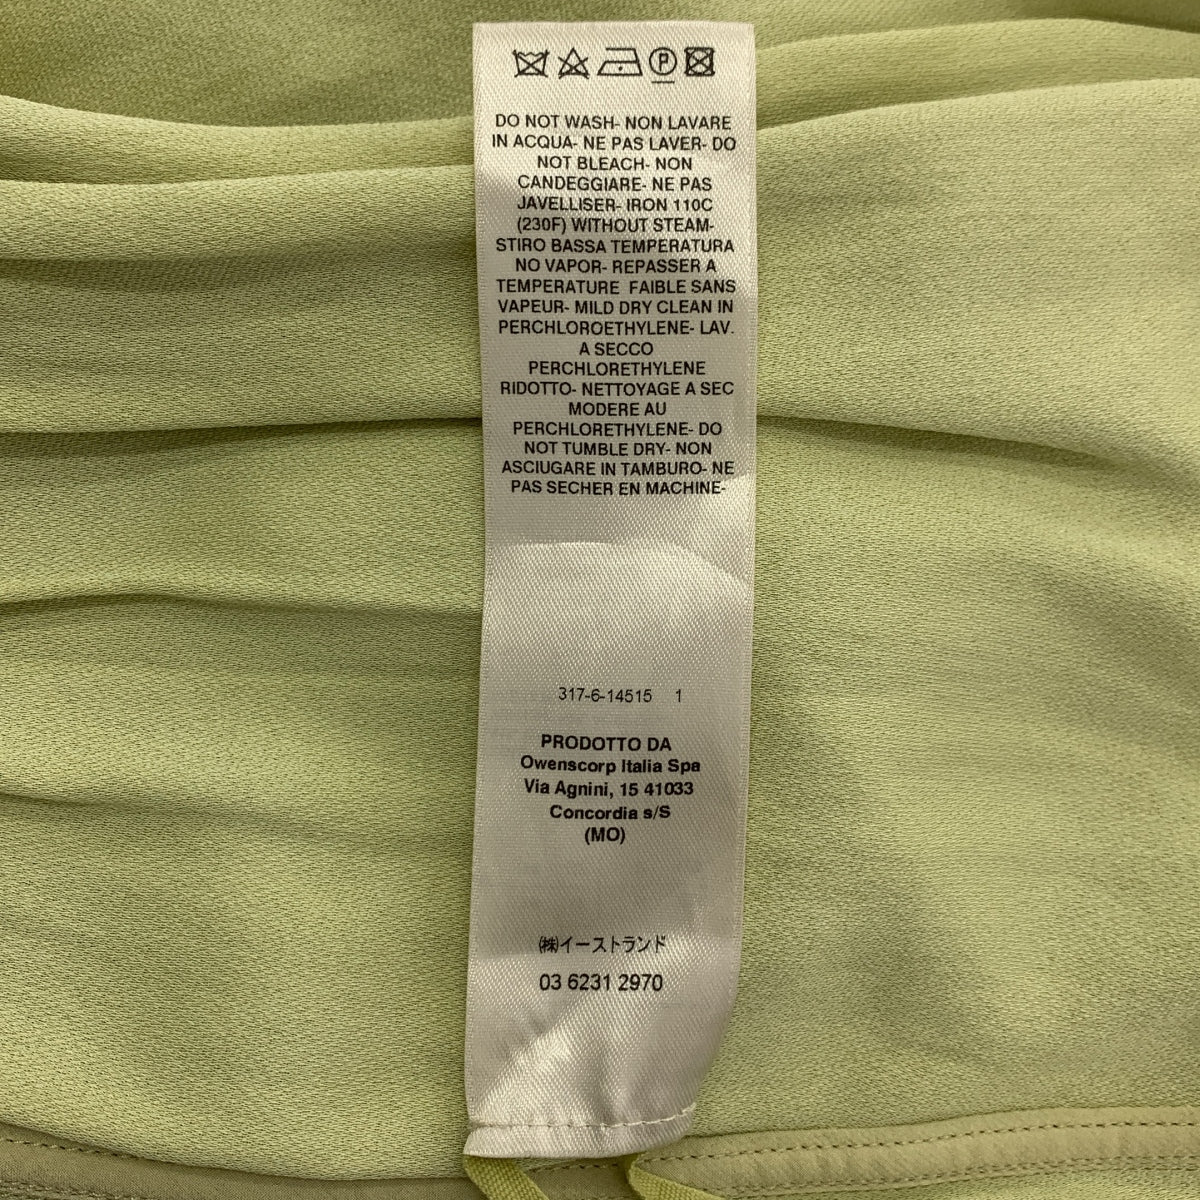 P
DO NOT WASH- NON LAVARE
IN ACQUA- NE PAS LAVER- DO
NOT BLEACH- NON
CANDEGGIARE- NE PAS
JAVELLISER- IRON 110C
(230F) WITHOUT STEAM-
STIRO BASSA TEMPERATURA
NO VAPOR- REPASSER A
TEMPERATURE FAIBLE SANS
VAPEUR- MILD DRY CLEAN IN
PERCHLOROETHYLENE- LAV.
A SECCO
PERCHLORETHYLENE
RIDOTTO- NETTOYAGE A SEC
MODERE AU
PERCHLORETHYLENE- DO
NOT TUMBLE DRY- NON
ASCIUGARE IN TAMBURO- NE
PAS SECHER EN MACHINE-
317-6-14515 1
PRODOTTO DA
Owenscorp Italia Spa
Via Agnini, 15 41033
Concordia s/S
(MO)
㈱イーストランド
03 6231 2970